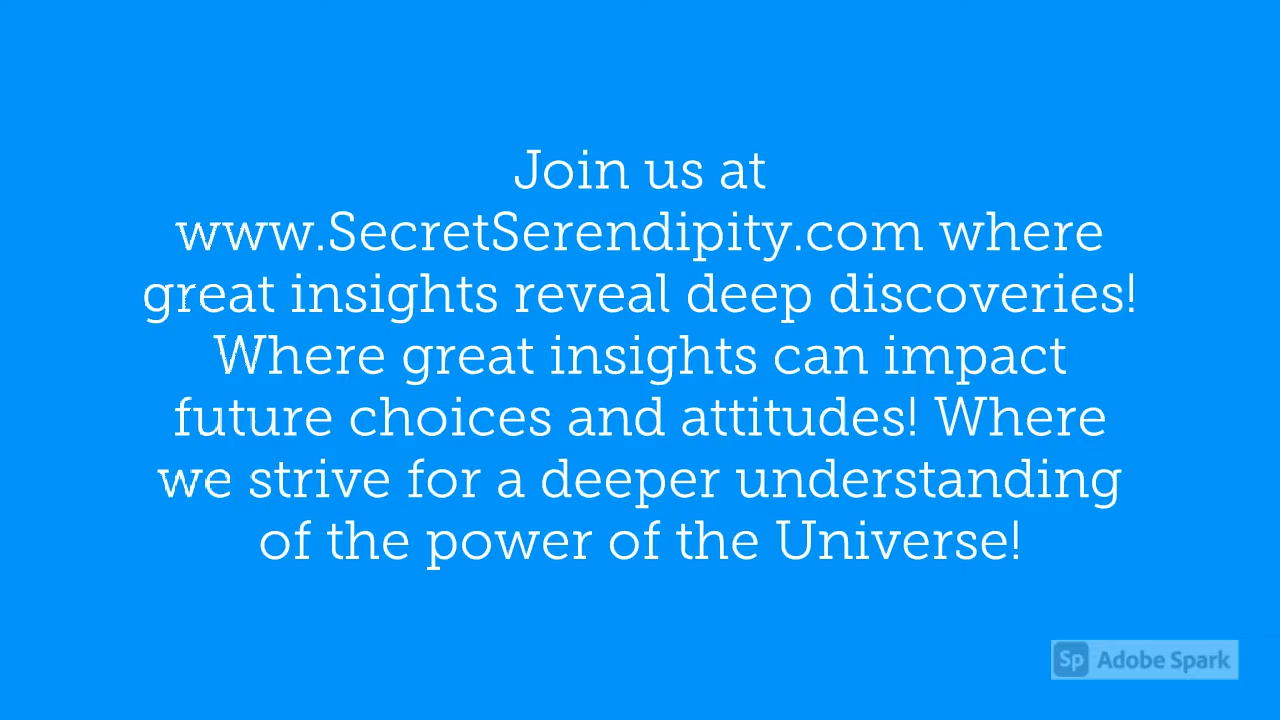 Join us at
www.SecretSerendipity.com where
great insights reveal deep discoveries!
Where great insights can impact
future choices and attitudes! Where
we strive for a deeper understanding
of the power of the Universe!
Sp Adobe Spark